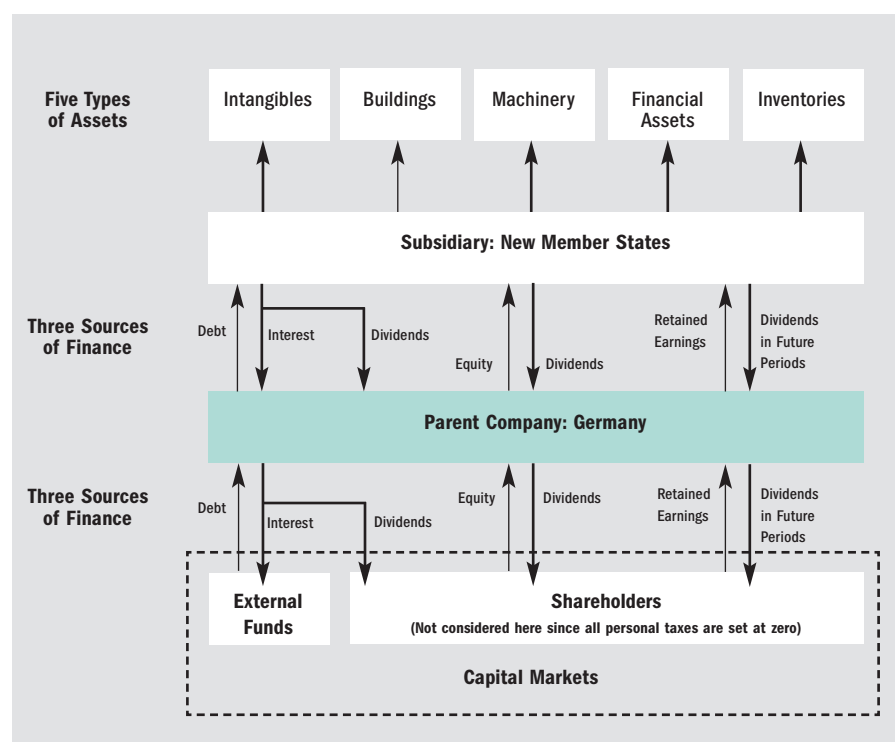 Five Types
of Assets
Intangibles
Buildings
Machinery
Financial
Assets
Inventories
Subsidiary: New Member States
Three Sources
of Finance
Debt
Interest
Dividends
Equity
Dividends
Retained
Earnings
Dividends
in Future
Periods
Parent Company: Germany
Three Sources
of Finance
Debt
Interest
Dividends
Equity
Dividends
Retained
Earnings
Dividends
in Future
Periods
External
Funds
Shareholders
(Not considered here since all personal taxes are set at zero)
Capital Markets